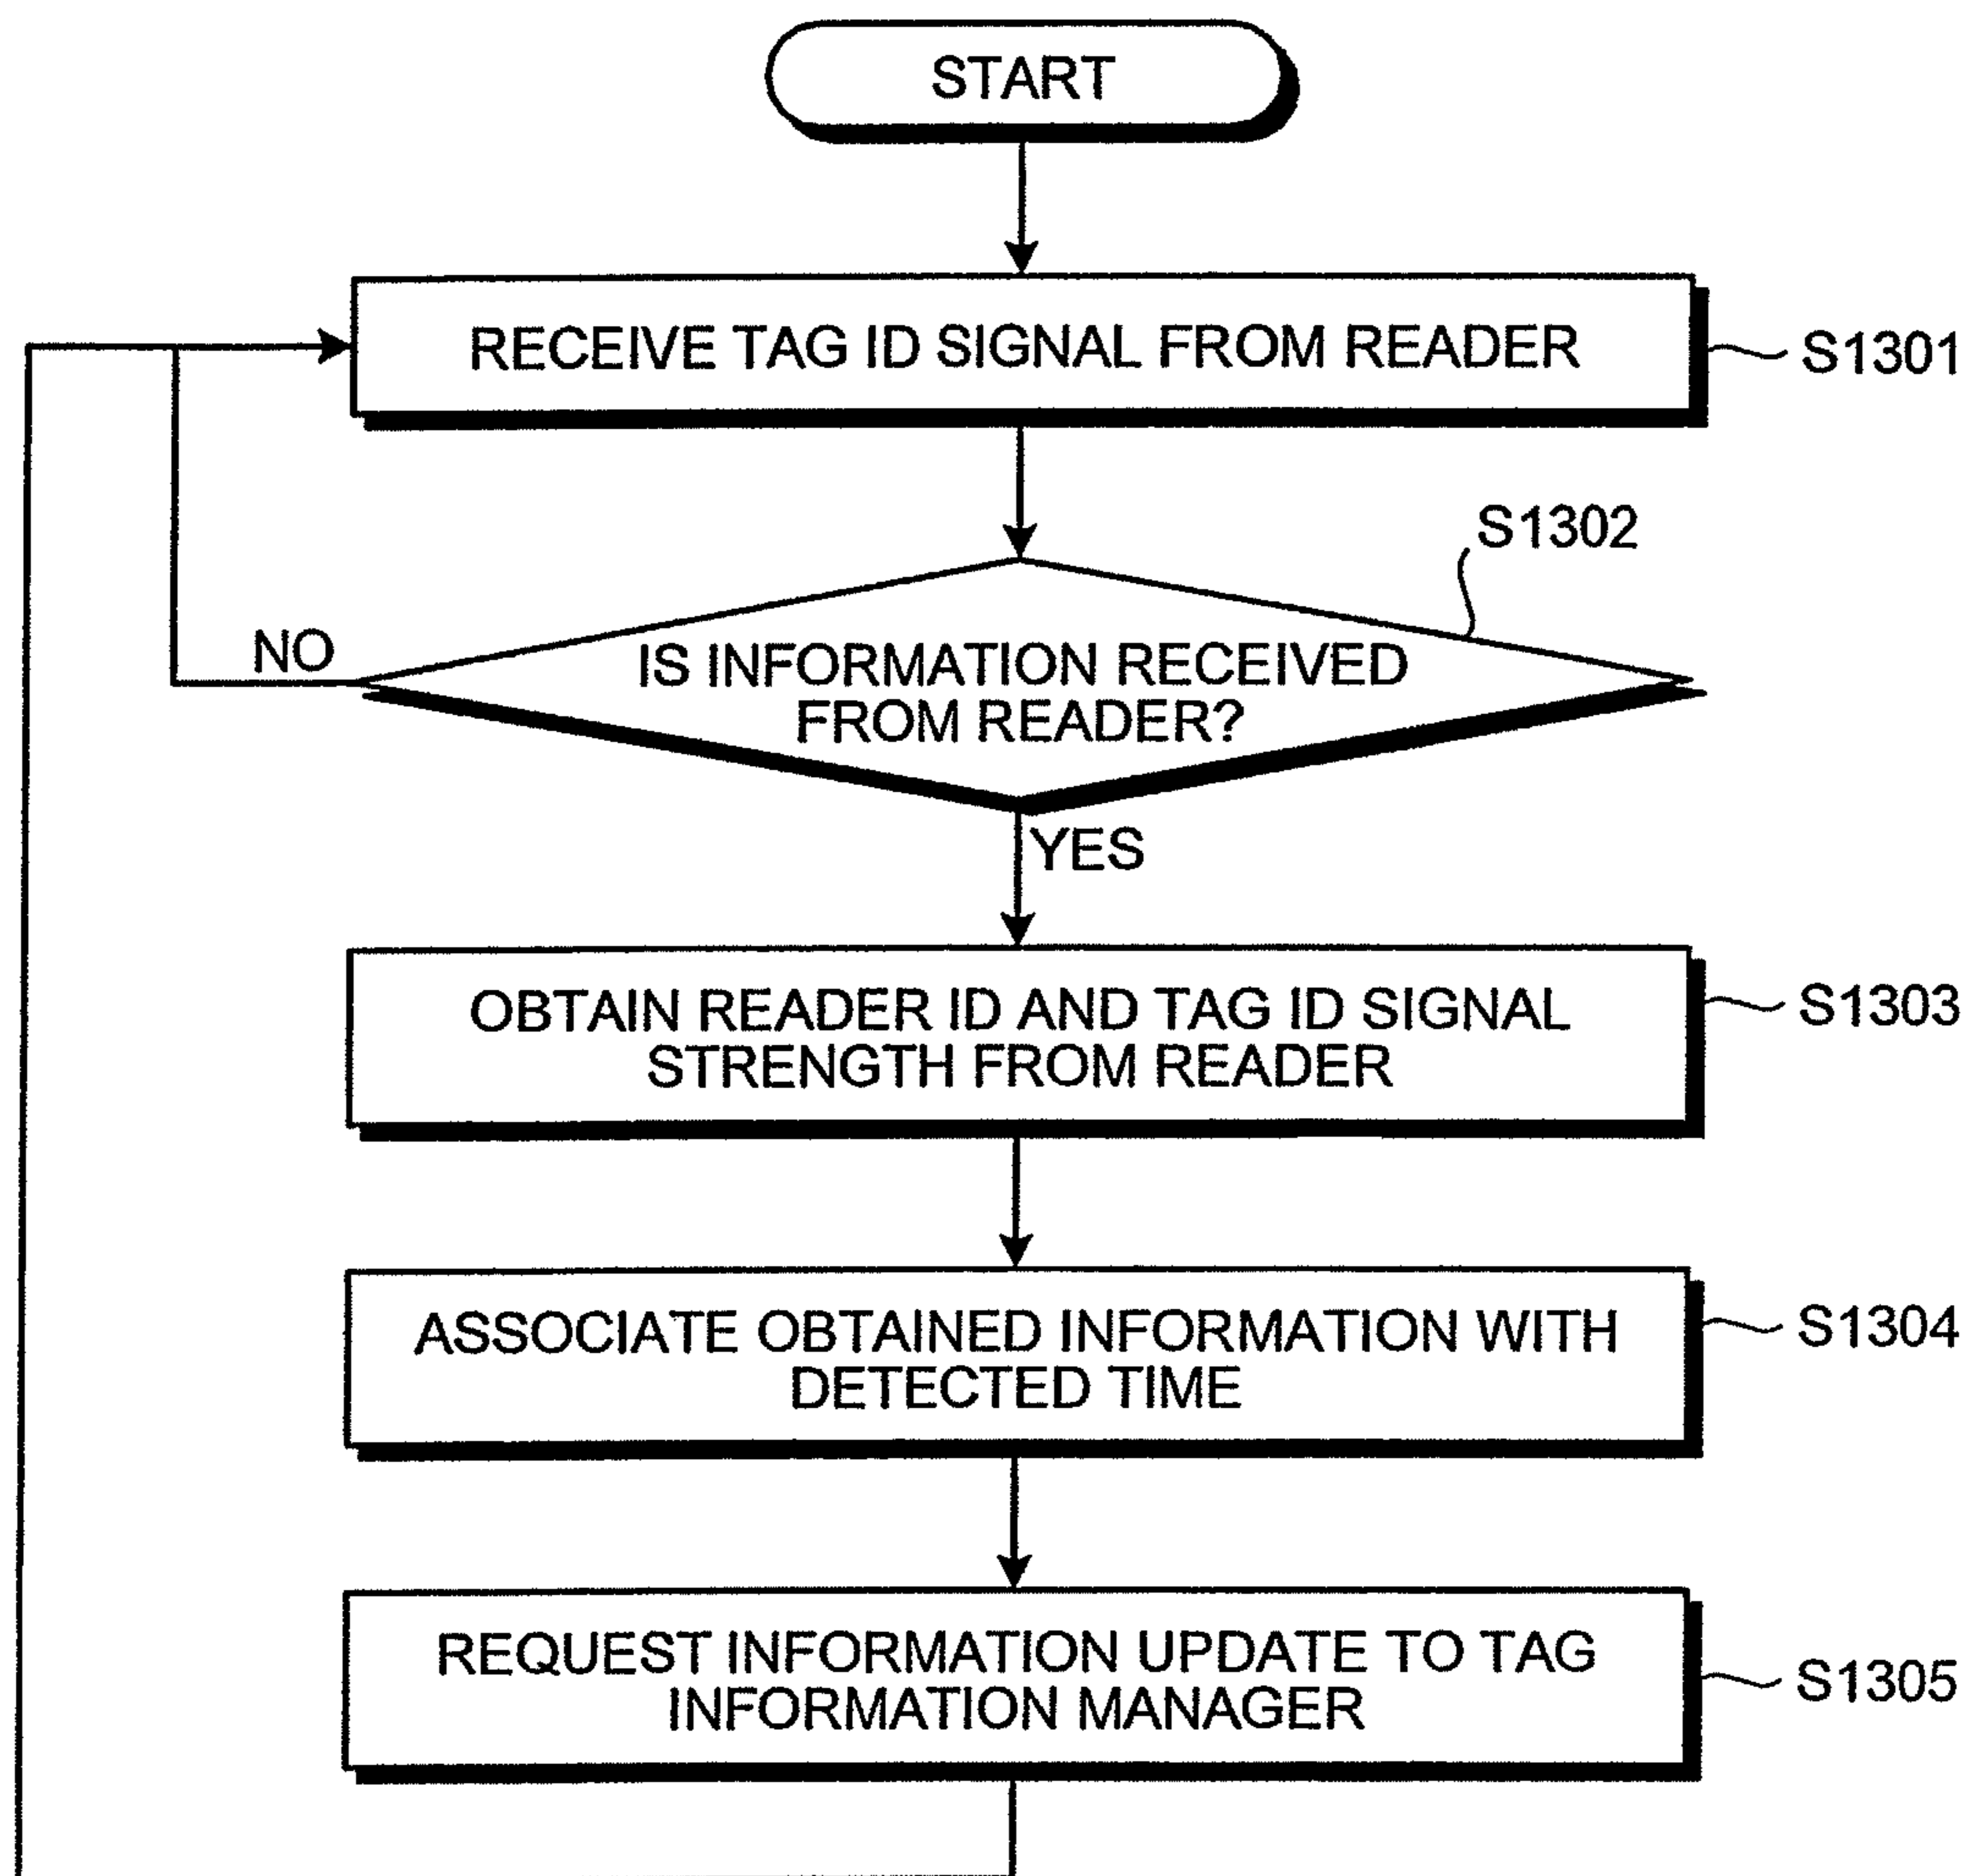 START
RECEIVE TAG ID SIGNAL FROM READER
S1301
S1302
NO
IS INFORMATION RECEIVED
FROM READER?
YES
OBTAIN READER ID AND TAG ID SIGNAL
STRENGTH FROM READER
S1303
ASSOCIATE OBTAINED INFORMATION WITH
DETECTED TIME
S1304
REQUEST INFORMATION UPDATE TO TAG
INFORMATION MANAGER
S1305